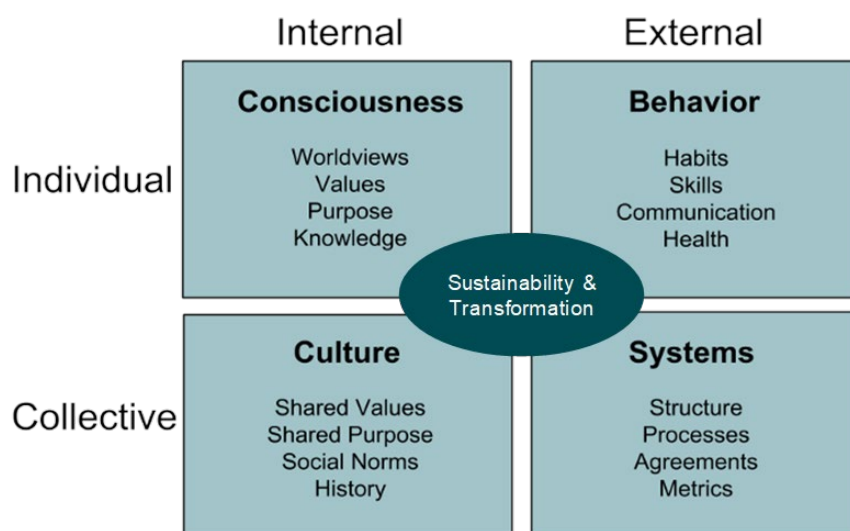 Internal
External
Individual
Consciousness
Worldviews
Values
Purpose
Knowledge
Behavior
Habits
Skills
Communication
Health
Sustainability &
Transformation
Collective
Culture
Shared Values
Shared Purpose
Social Norms
History
Systems
Structure
Processes
Agreements
Metrics